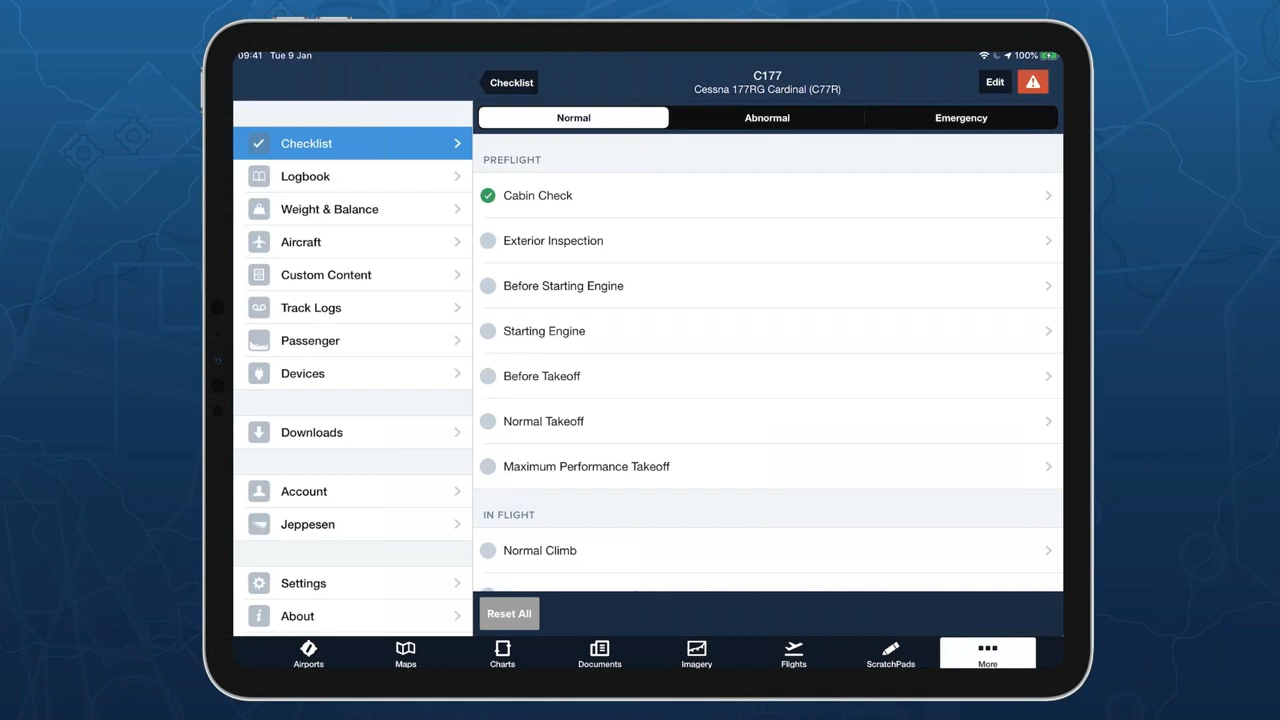 09:41 Tue 9 Jan
100%
Checklist
C177
Cessna 177RG Cardinal (C77R)
Edit
Normal
Abnormal
Emergency
Checklist
Logbook
Weight & Balance
Aircraft
Custom Content
Track Logs
Passenger
Devices
Downloads
Account
Jeppesen
Settings
About
PREFLIGHT
Cabin Check
Exterior Inspection
Before Starting Engine
Starting Engine
Before Takeoff
Normal Takeoff
Maximum Performance Takeoff
IN FLIGHT
Normal Climb
Reset All
Airports
Maps
Charts
Documents
Imagery
Flights
ScratchPads
More